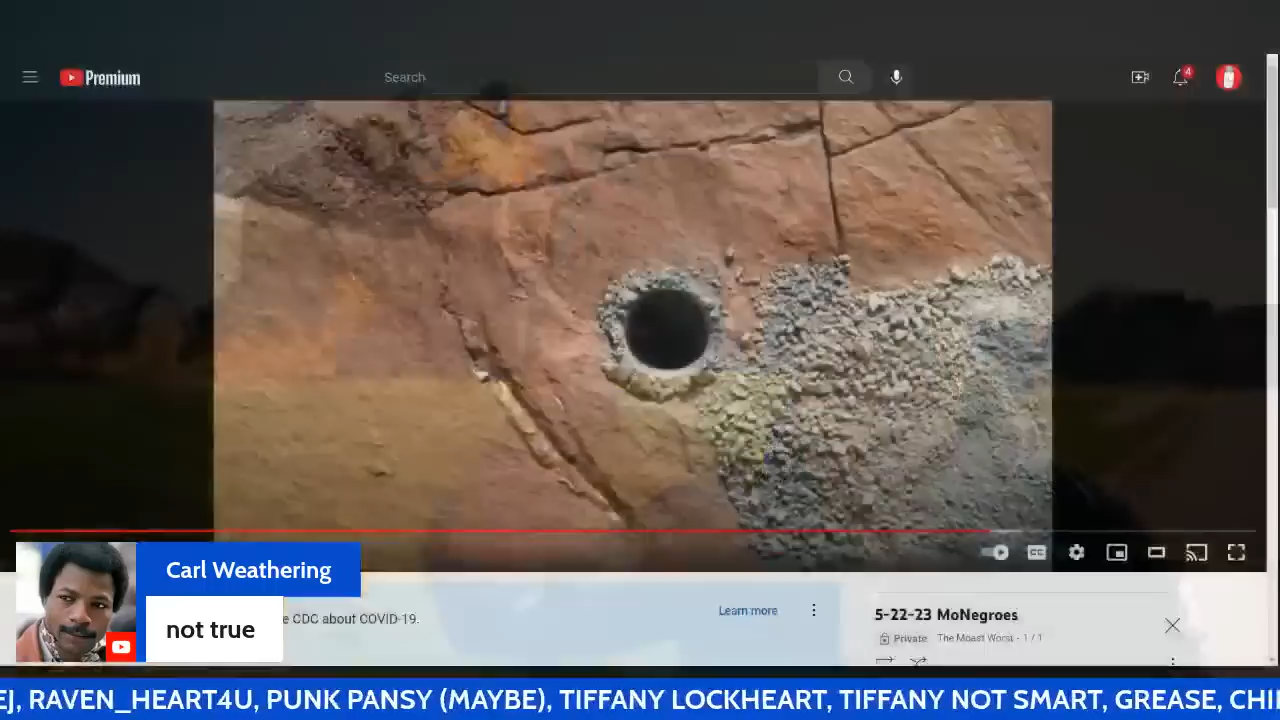 Premium
Search
4
CC
Carl Weathering
not true
e CDC about COVID-19.
Learn more
5-22-23 MoNegroes
Private The Moast Worst - 1 / 1
EJ, RAVEN_HEART4U, PUNK PANSY (MAYBE), TIFFANY LOCKHEART, TIFFANY NOT SMART, GREASE, CHI